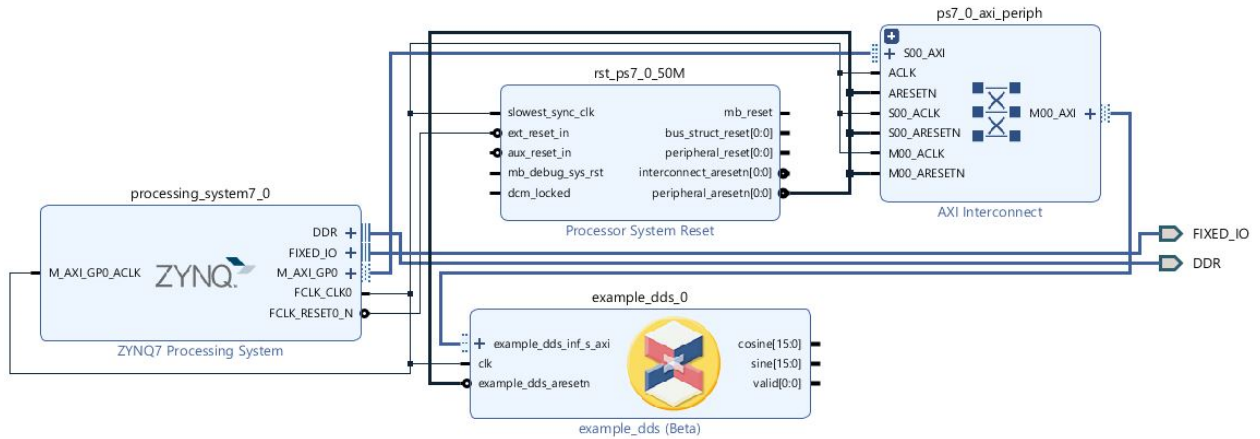 ps7_0_axi_periph
S00_AXI
ACLK
ARESETN
S00_ACLK
S00_ARESETN
M00_ACLK
M00_ARESETN
M00_AXI
AXI Interconnect
rst_ps7_0_50M
slowest_sync_clk
ext_reset_in
aux_reset_in
mb_debug_sys_rst
dcm_locked
mb_reset
bus_struct_reset[0:0]
peripheral_reset[0:0]
interconnect_aresetn[0:0]
peripheral_aresetn[0:0]
Processor System Reset
processing_system7_0
M_AXI_GP0_ACLK
ZYNQ
DDR
FIXED_IO
M_AXI_GP0
FCLK_CLK0
FCLK_RESET0_N
ZYNQ7 Processing System
FIXED_IO
DDR
example_dds_0
example_dds_inf_s_axi
clk
example_dds_aresetn
cosine[15:0]
sine[15:0]
valid[0:0]
example_dds (Beta)